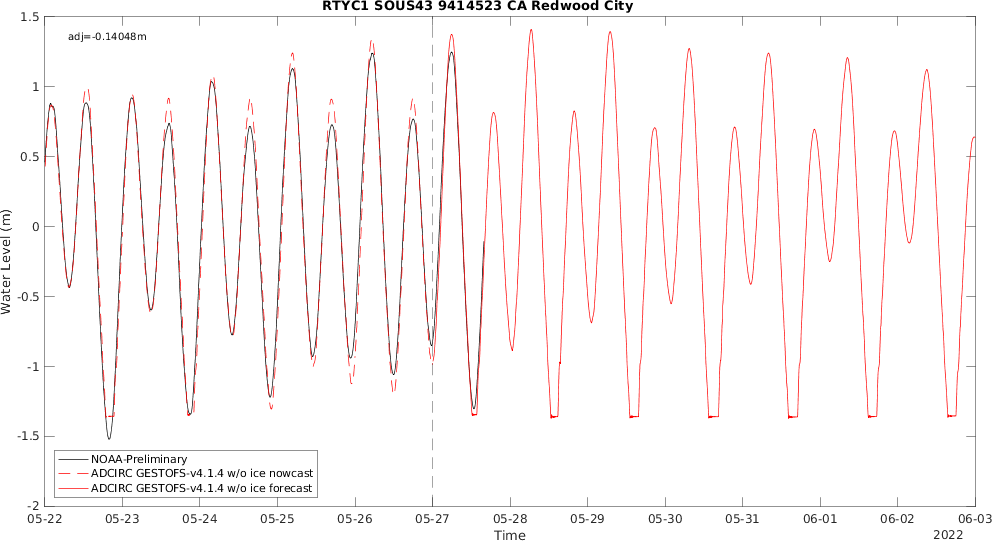 RTYC1 SOUS43 9414523 CA Redwood City
adj=-0.14048m
1.5
1
0.5
0
-0.5
-1
-1.5
-2
Water Level (m)
NOAA-Preliminary
ADCIRC GESTOFS-v4.1.4 w/o ice nowcast
ADCIRC GESTOFS-v4.1.4 w/o ice forecast
05-22 05-23 05-24 05-25 05-26 05-27 05-28 05-29 05-30 05-31 06-01 06-02 06-03
Time
2022